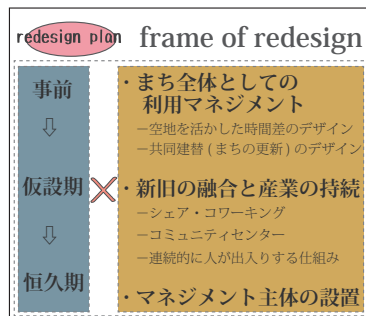 redesign plan
frame of redesign
事前
⇩
仮設期
⇩
恒久期
×
・まち全体としての
利用マネジメント
－空地を活かした時間差のデザイン
－共同建替(まちの更新)のデザイン
・新旧の融合と産業の持続
－シェア・コワーキング
－コミュニティセンター
－連続的に人が出入りする仕組み
・マネジメント主体の設置